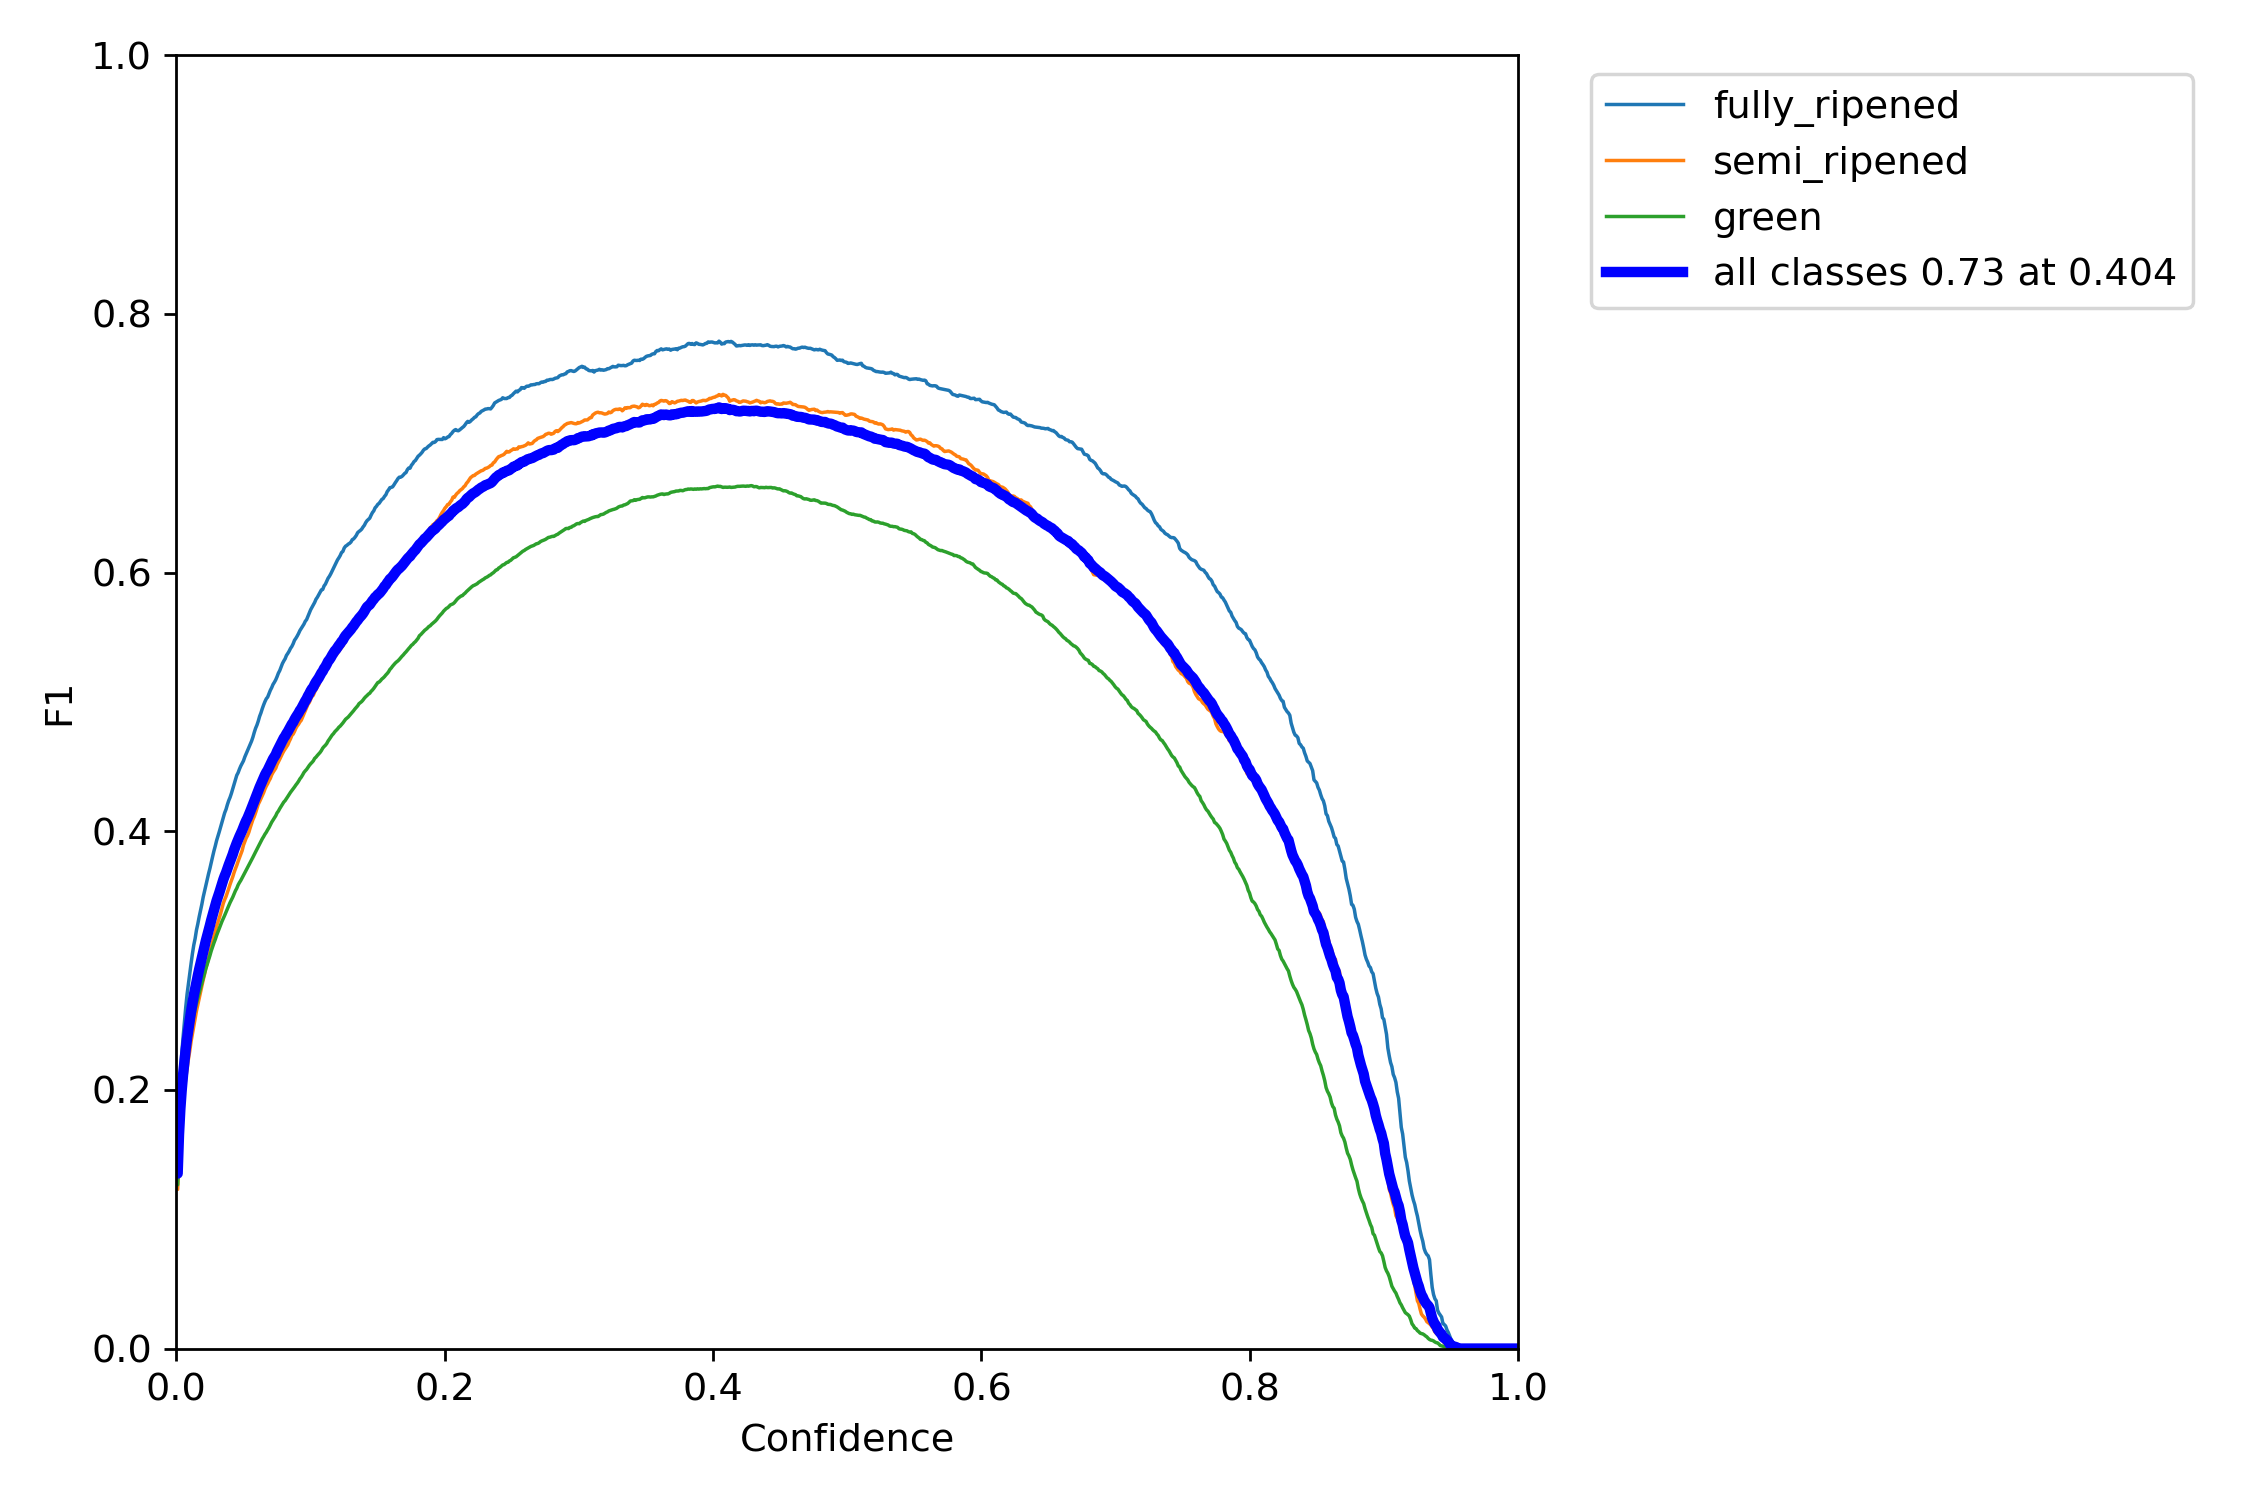 1.0
0.8
0.6
0.4
0.2
0.0
F1
0.0 0.2 0.4 0.6 0.8 1.0
Confidence
fully_ripened
semi_ripened
green
all classes 0.73 at 0.404